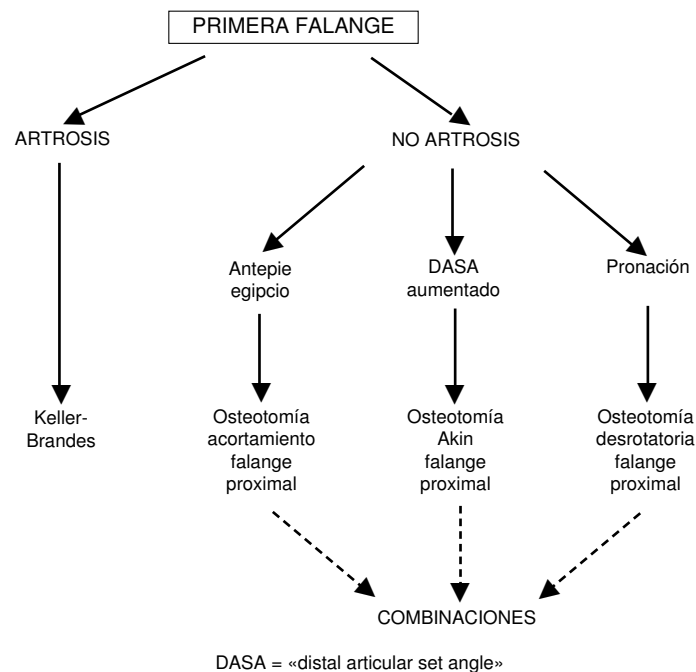 PRIMERA FALANGE
ARTROSIS
NO ARTROSIS
Antepie
egipcio
DASA
aumentado
Pronación
Keller-
Brandes
Osteotomía
acortamiento
falange
proximal
Osteotomía
Akin
falange
proximal
Osteotomía
desrotatoria
falange
proximal
COMBINACIONES
DASA = «distal articular set angle»